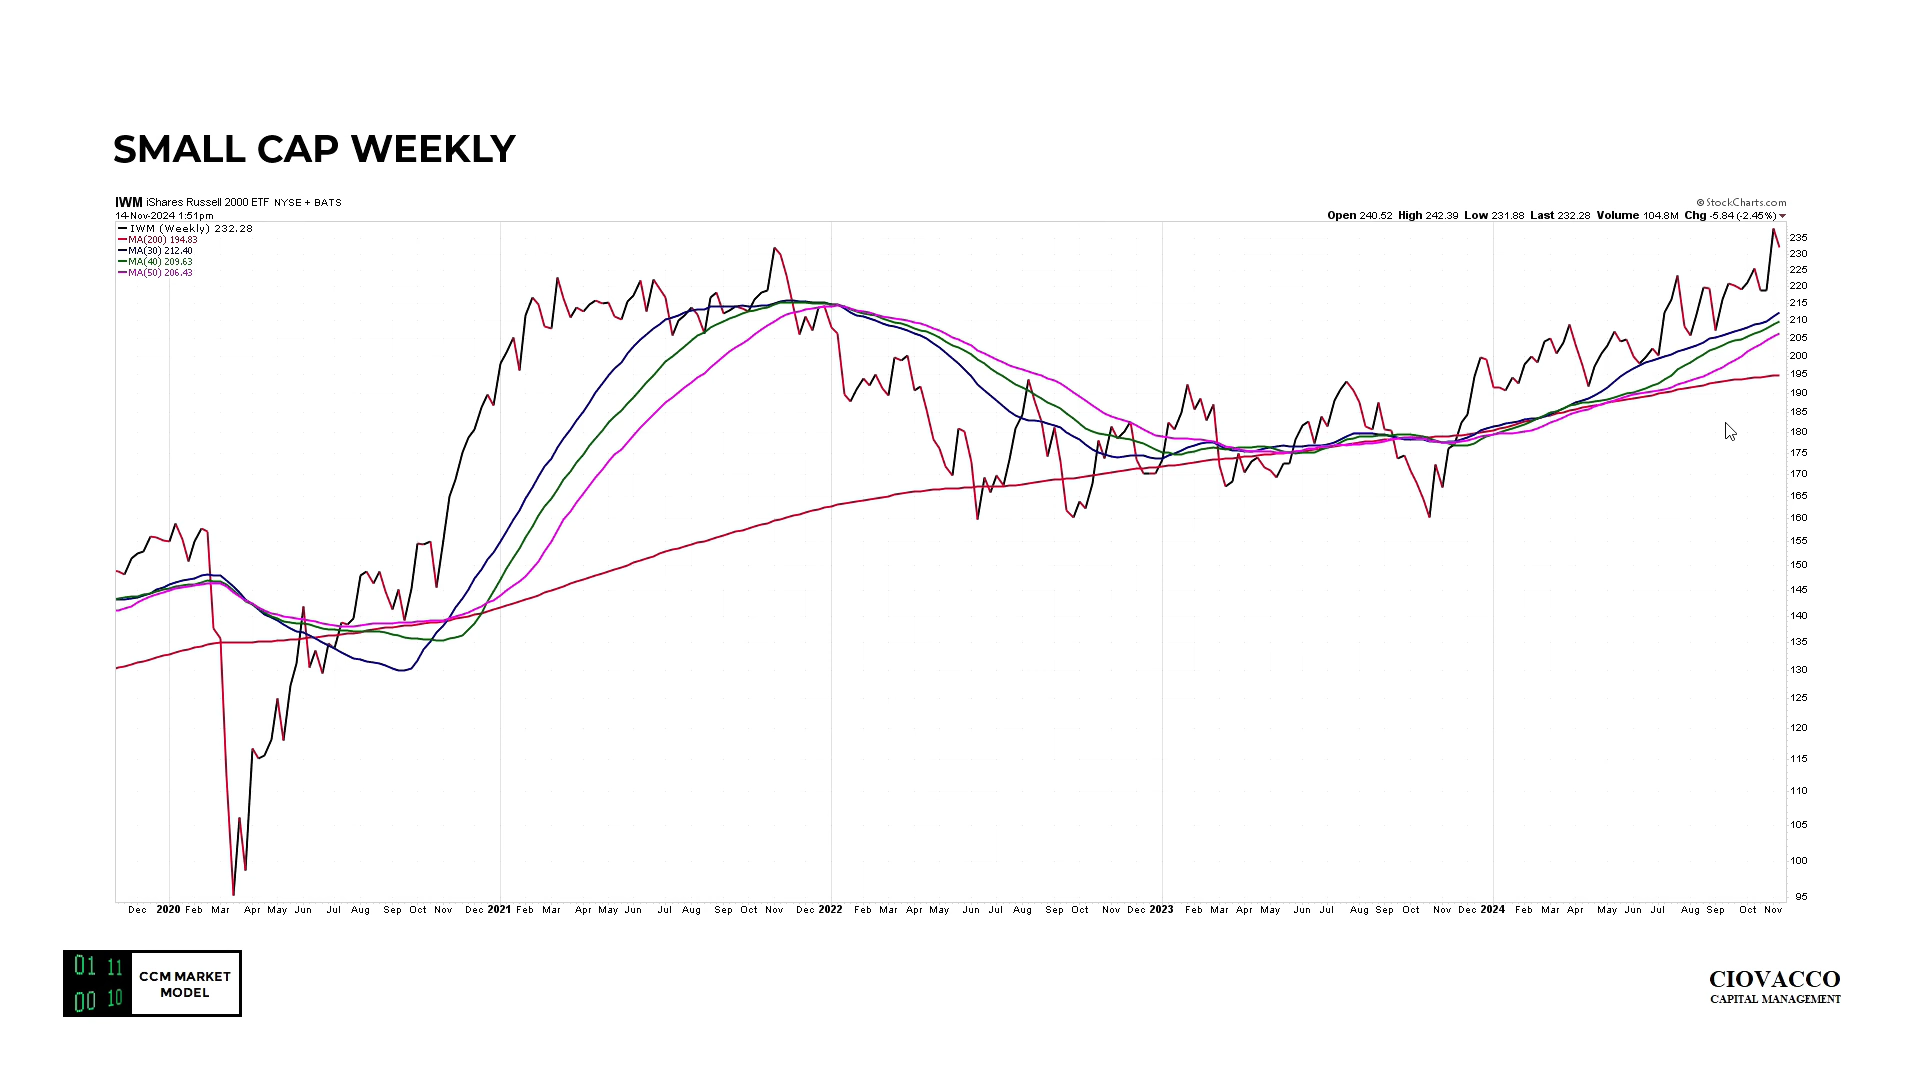 SMALL CAP WEEKLY
IWM iShares Russell 2000 ETF NYSE + BATS
© StockCharts.com
14-Nov-2024 1:51pm
Open 240.52 High 242.39 Low 231.88 Last 232.28 Volume 104.8M Chg -5.84 (-2.45%)
IWM (Weekly) 232.28
MA(200) 194.83
MA(30) 212.40
MA(40) 209.63
MA(50) 206.43
235
230
225
220
215
210
205
200
195
190
185
180
175
170
165
160
155
150
145
140
135
130
125
120
115
110
105
100
95
Dec 2020 Feb Mar Apr May Jun Jul Aug Sep Oct Nov Dec 2021 Feb Mar Apr May Jun Jul Aug Sep Oct Nov Dec 2022 Feb Mar Apr May Jun Jul Aug Sep Oct Nov Dec 2023 Feb Mar Apr May Jun Jul Aug Sep Oct Nov Dec 2024 Feb Mar Apr May Jun Jul Aug Sep Oct Nov
01 11
00 10
CCM MARKET
MODEL
CIOVACCO
CAPITAL MANAGEMENT